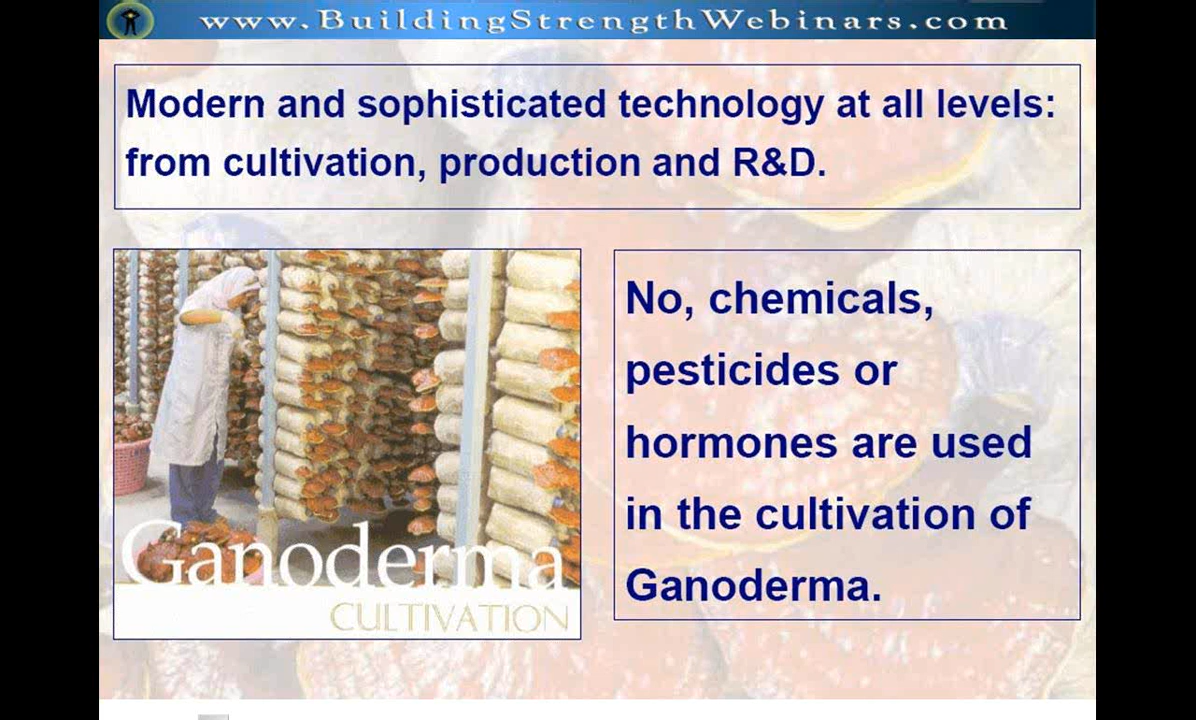 www.BuildingStrengthWebinars.com
Modern and sophisticated technology at all levels:
from cultivation, production and R&D.
No, chemicals,
pesticides or
hormones are used
in the cultivation of
Ganoderma.
Ganoderma
CULTIVATION